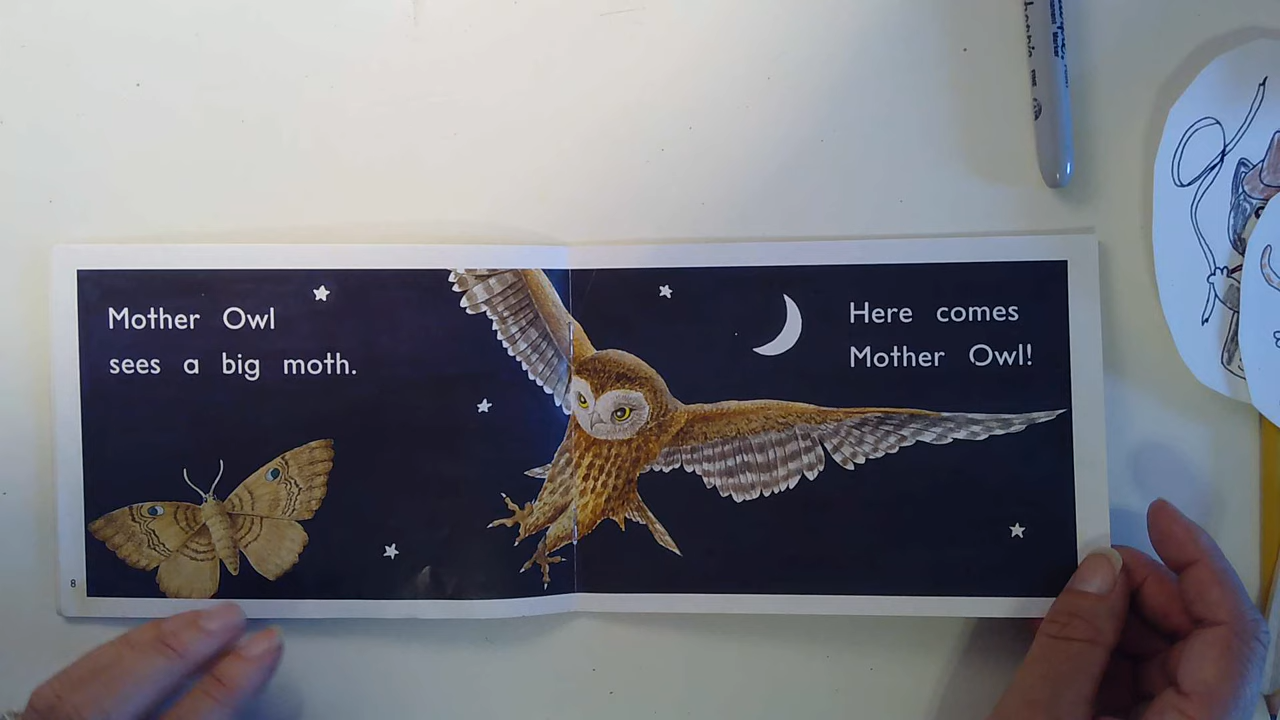 Mother Owl
sees a big moth.
8
Here comes
Mother Owl!